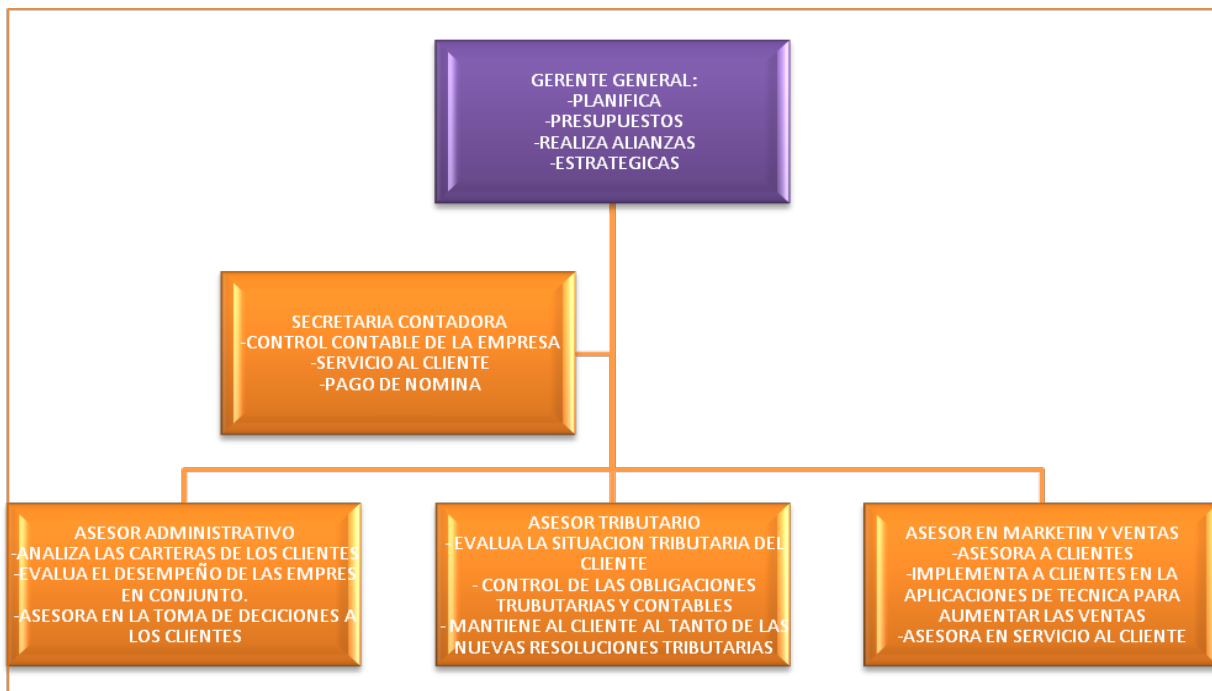 GERENTE GENERAL:
-PLANIFICA
-PRESUPUESTOS
-REALIZA ALIANZAS
-ESTRATEGICAS
SECRETARIA CONTADORA
-CONTROL CONTABLE DE LA EMPRESA
-SERVICIO AL CLIENTE
-PAGO DE NOMINA
ASESOR ADMINISTRATIVO
-ANALIZA LAS CARTERAS DE LOS CLIENTES
-EVALUA EL DESEMPEÑO DE LAS EMPRES
EN CONJUNTO.
-ASESORA EN LA TOMA DE DECICIONES A
LOS CLIENTES
ASESOR TRIBUTARIO
- EVALUA LA SITUACION TRIBUTARIA DEL
CLIENTE
- CONTROL DE LAS OBLIGACIONES
TRUBUTARIAS Y CONTABLES
- MANTIENE AL CLIENTE AL TANTO DE LAS
NUEVAS RESOLUCIONES TRIBUTARIAS
ASESOR EN MARKETIN Y VENTAS
-ASESORA A CLIENTES
-IMPLEMENTA A CLIENTES EN LA
APLICACIONES DE TECNICA PARA
AUMENTAR LAS VENTAS
-ASESORA EN SERVICIO AL CLIENTE